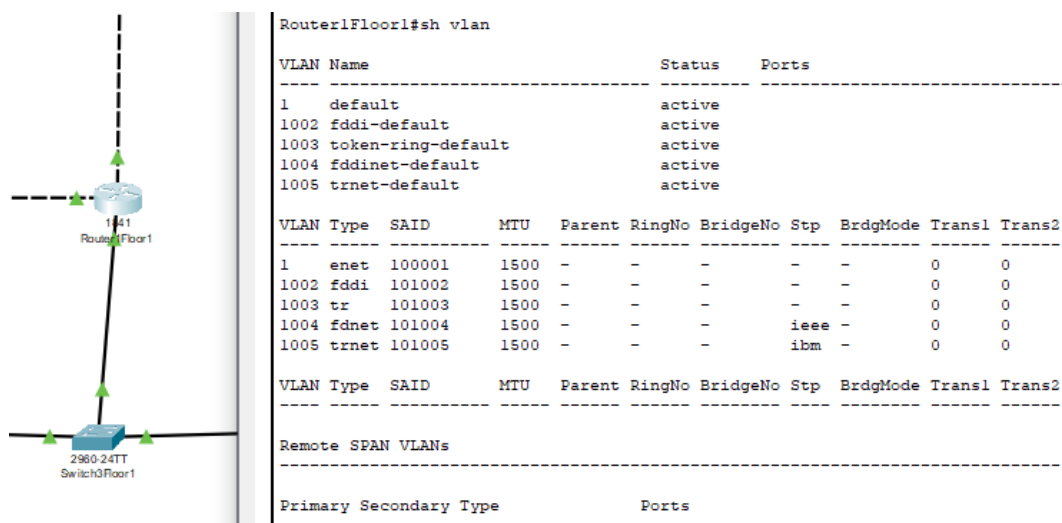 1841
Router1Floor1
2960-24TT
Switch3Floor1
Router1Floor1#sh vlan
VLAN Name                             Status    Ports
---- -------------------------------- --------- -------------------------------
1    default                          active
1002 fddi-default                     active
1003 token-ring-default               active
1004 fddinet-default                  active
1005 trnet-default                    active
VLAN Type  SAID       MTU   Parent RingNo BridgeNo Stp  BrdgMode Trans1 Trans2
---- ----- ---------- ----- ------ ------ -------- ---- -------- ------ ------
1    enet  100001     1500  -      -      -        -    -        0      0
1002 fddi  101002     1500  -      -      -        -    -        0      0
1003 tr    101003     1500  -      -      -        -    -        0      0
1004 fdnet 101004     1500  -      -      -        ieee -        0      0
1005 trnet 101005     1500  -      -      -        ibm  -        0      0
VLAN Type  SAID       MTU   Parent RingNo BridgeNo Stp  BrdgMode Trans1 Trans2
---- ----- ---------- ----- ------ ------ -------- ---- -------- ------ ------
Remote SPAN VLANs
------------------------------------------------------------------------------
Primary Secondary Type              Ports